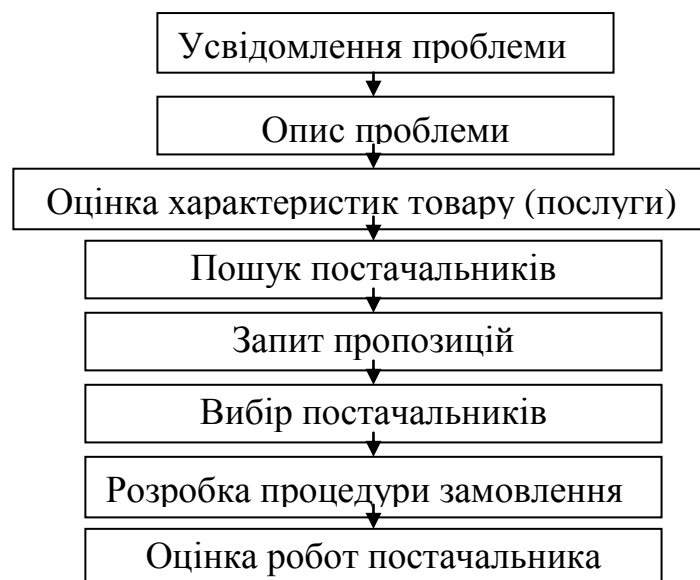 Усвідомлення проблеми
Опис проблеми
Оцінка характеристик товару (послуги)
Пошук постачальників
Запит пропозицій
Вибір постачальників
Розробка процедури замовлення
Оцінка робот постачальника